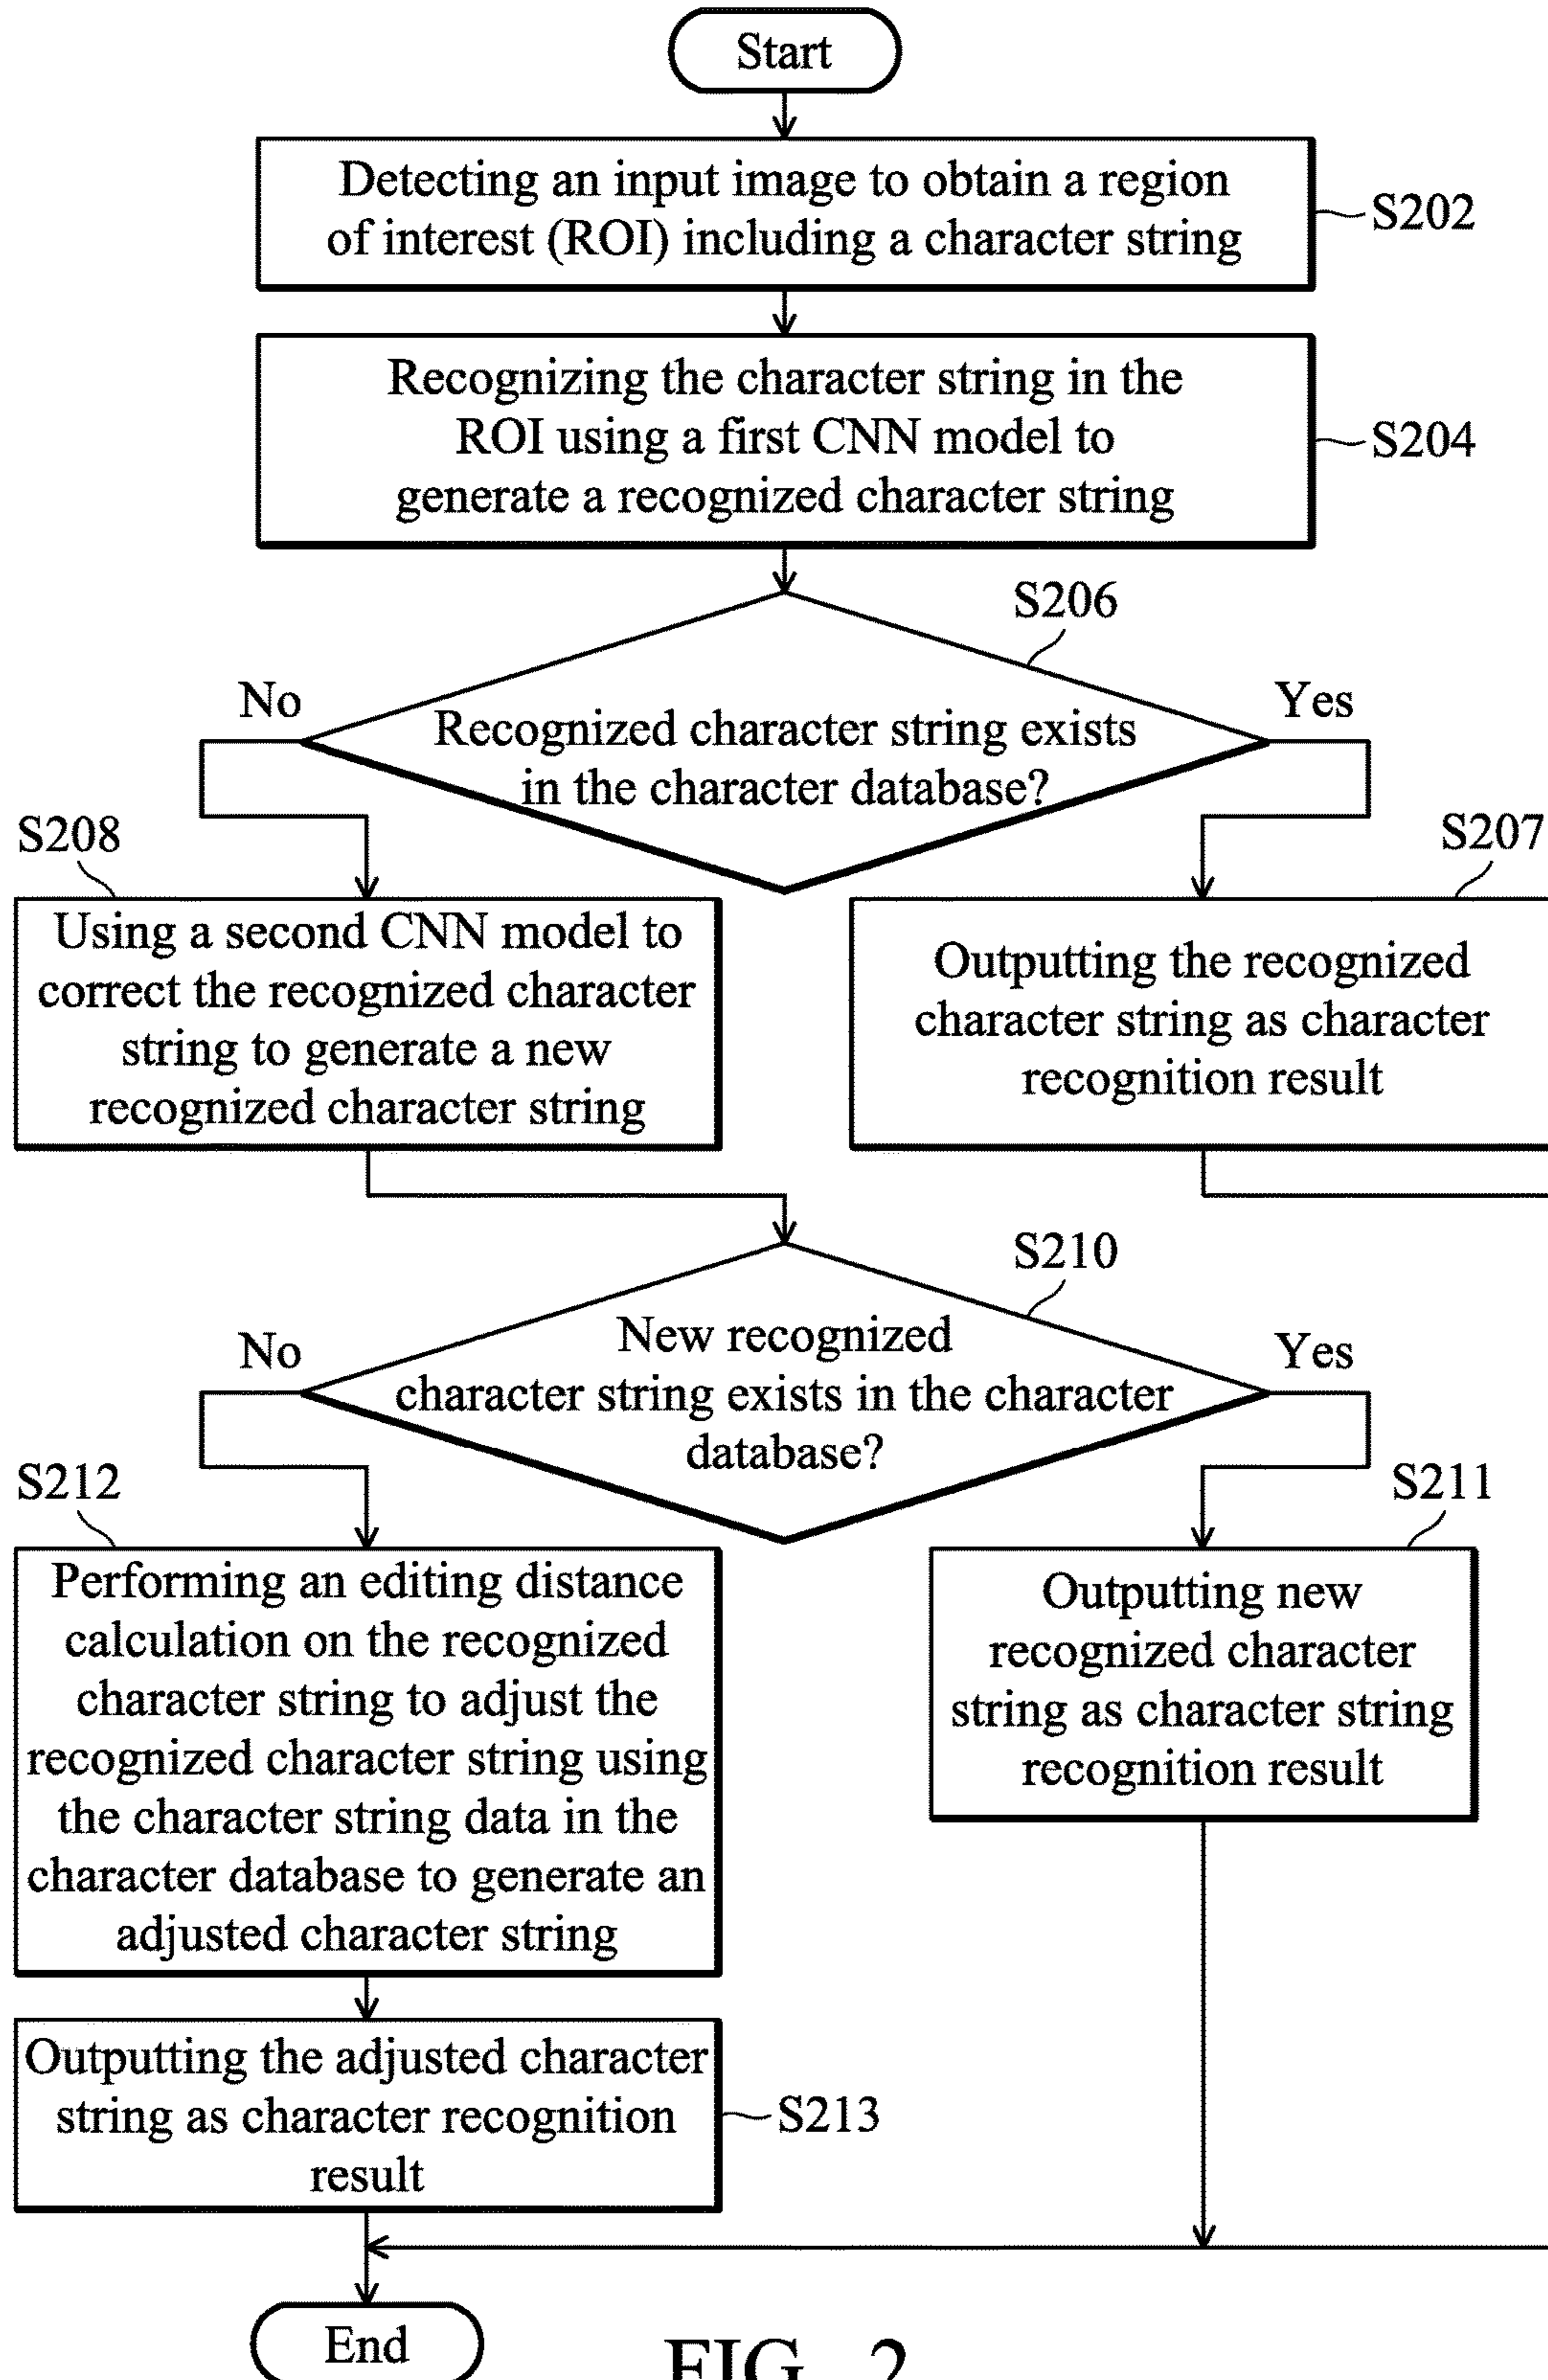 Start
Detecting an input image to obtain a region
of interest (ROI) including a character string
S202
Recognizing the character string in the
ROI using a first CNN model to
generate a recognized character string
S204
S206
No
Yes
Recognized character string exists
in the character database?
S208
Using a second CNN model to
correct the recognized character
string to generate a new
recognized character string
S207
Outputting the recognized
character string as character
recognition result
S210
No
Yes
New recognized
character string exists in the character
database?
S212
Performing an editing distance
calculation on the recognized
character string to adjust the
recognized character string using
the character string data in the
character database to generate an
adjusted character string
S211
Outputting new
recognized character
string as character string
recognition result
Outputting the adjusted character
string as character recognition
result
S213
End
FIG. 2